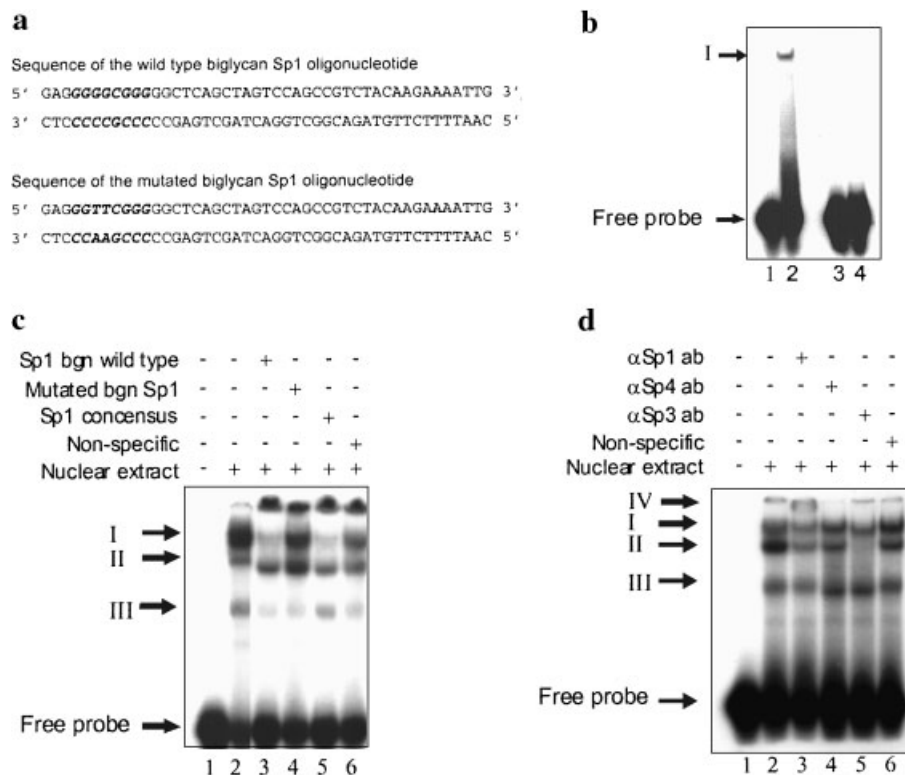 a
Sequence of the wild type biglycan Sp1 oligonucleotide
5' GAGGGGGCGGGGGCTCAGCTAGTCCAGCCGTCTACAAGAAAATTG 3'
3' CTCCCCCGCCCCCGAGTCGATCAGGTCGGCAGATGTTCTTTTAAC 5'
Sequence of the mutated biglycan Sp1 oligonucleotide
5' GAGGGTTCGGGGGCTCAGCTAGTCCAGCCGTCTACAAGAAAATTG 3'
3' CTCCCAAGCCCCCGAGTCGATCAGGTCGGCAGATGTTCTTTTAAC 5'
b
I
Free probe
1 2 3 4
c
Sp1 bgn wild type - - + - - -
Mutated bgn Sp1 - - - + - -
Sp1 concensus - - - - + -
Non-specific - - - - - +
Nuclear extract - + + + + +
I
II
III
Free probe
1 2 3 4 5 6
d
αSp1 ab - - + - - -
αSp4 ab - - - + - -
αSp3 ab - - - - + -
Non-specific - - - - - +
Nuclear extract - + + + + +
IV
I
II
III
Free probe
1 2 3 4 5 6